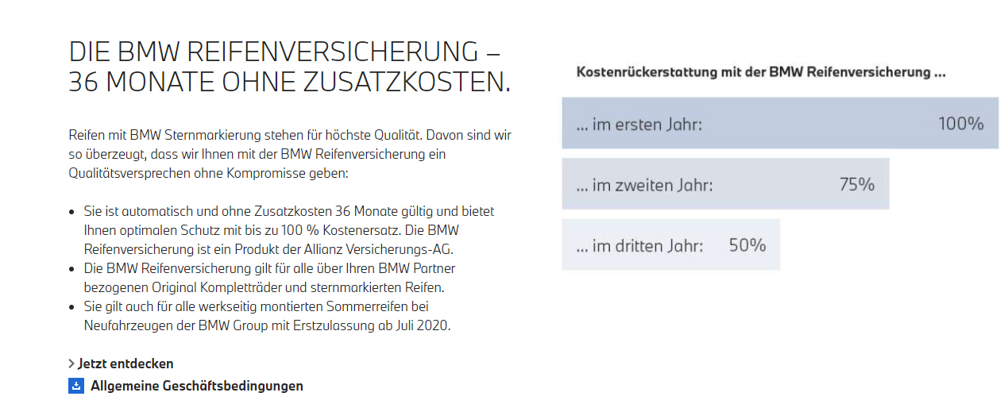 DIE BMW REIFENVERSICHERUNG –
36 MONATE OHNE ZUSATZKOSTEN.
Reifen mit BMW Sternmarkierung stehen für höchste Qualität. Davon sind wir
so überzeugt, dass wir Ihnen mit der BMW Reifenversicherung ein
Qualitätsversprechen ohne Kompromisse geben:
• Sie ist automatisch und ohne Zusatzkosten 36 Monate gültig und bietet
Ihnen optimalen Schutz mit bis zu 100 % Kostenersatz. Die BMW
Reifenversicherung ist ein Produkt der Allianz Versicherungs-AG.
• Die BMW Reifenversicherung gilt für alle über Ihren BMW Partner
bezogenen Original Kompletträder und sternmarkierten Reifen.
• Sie gilt auch für alle werkseitig montierten Sommerreifen bei
Neufahrzeugen der BMW Group mit Erstzulassung ab Juli 2020.
> Jetzt entdecken
Allgemeine Geschäftsbedingungen
Kostenrückerstattung mit der BMW Reifenversicherung ...
... im ersten Jahr: 100%
... im zweiten Jahr: 75%
... im dritten Jahr: 50%